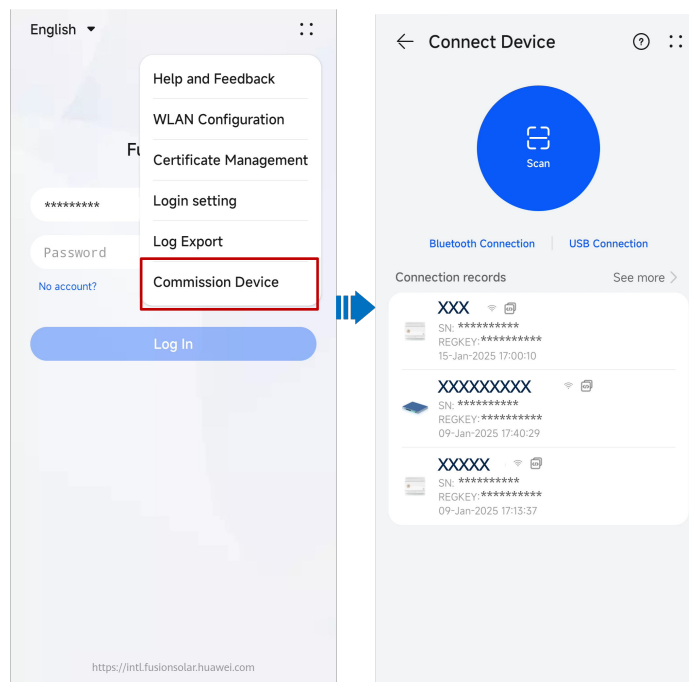 English
Help and Feedback
WLAN Configuration
Certificate Management
Login setting
Log Export
Commission Device
*********
Password
No account?
Log In
https://intl.fusionsolar.huawei.com
Connect Device
Scan
Bluetooth Connection
USB Connection
Connection records
See more
XXX
SN: **********
REGKEY:**********
15-Jan-2025 17:00:10
XXXXXXXXX
SN: **********
REGKEY:**********
09-Jan-2025 17:40:29
XXXXX
SN: **********
REGKEY:**********
09-Jan-2025 17:13:37